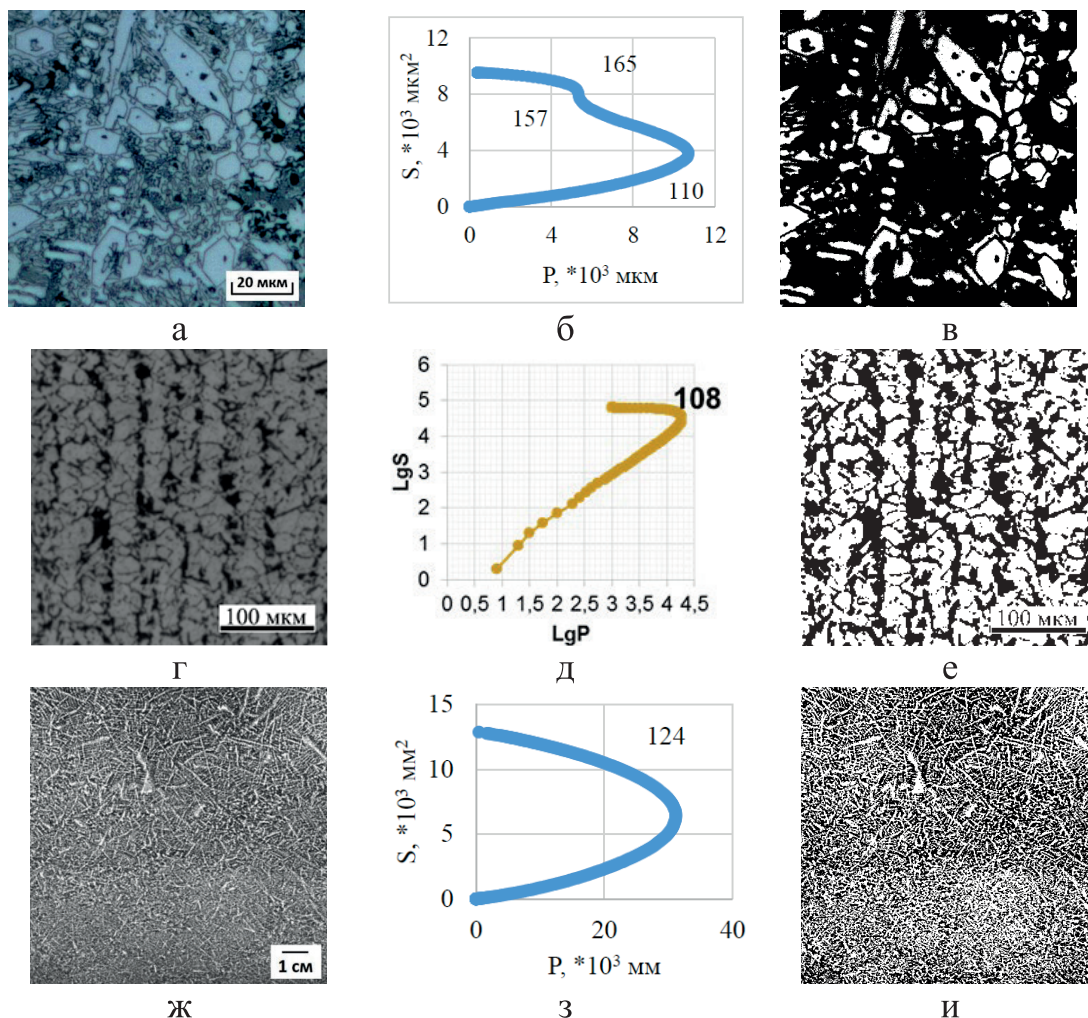 20 мкм
12
8
4
0
S, *10³ мкм²
165
157
110
0 4 8 12
P, *10³ мкм
а б в
100 мкм
6
5
4
3
2
1
0
LgS
108
0 0,5 1 1,5 2 2,5 3 3,5 4 4,5
LgP
100 мкм
г д е
1 см
15
10
5
0
S, *10³ мм²
124
0 20 40
P, *10³ мм
ж з и